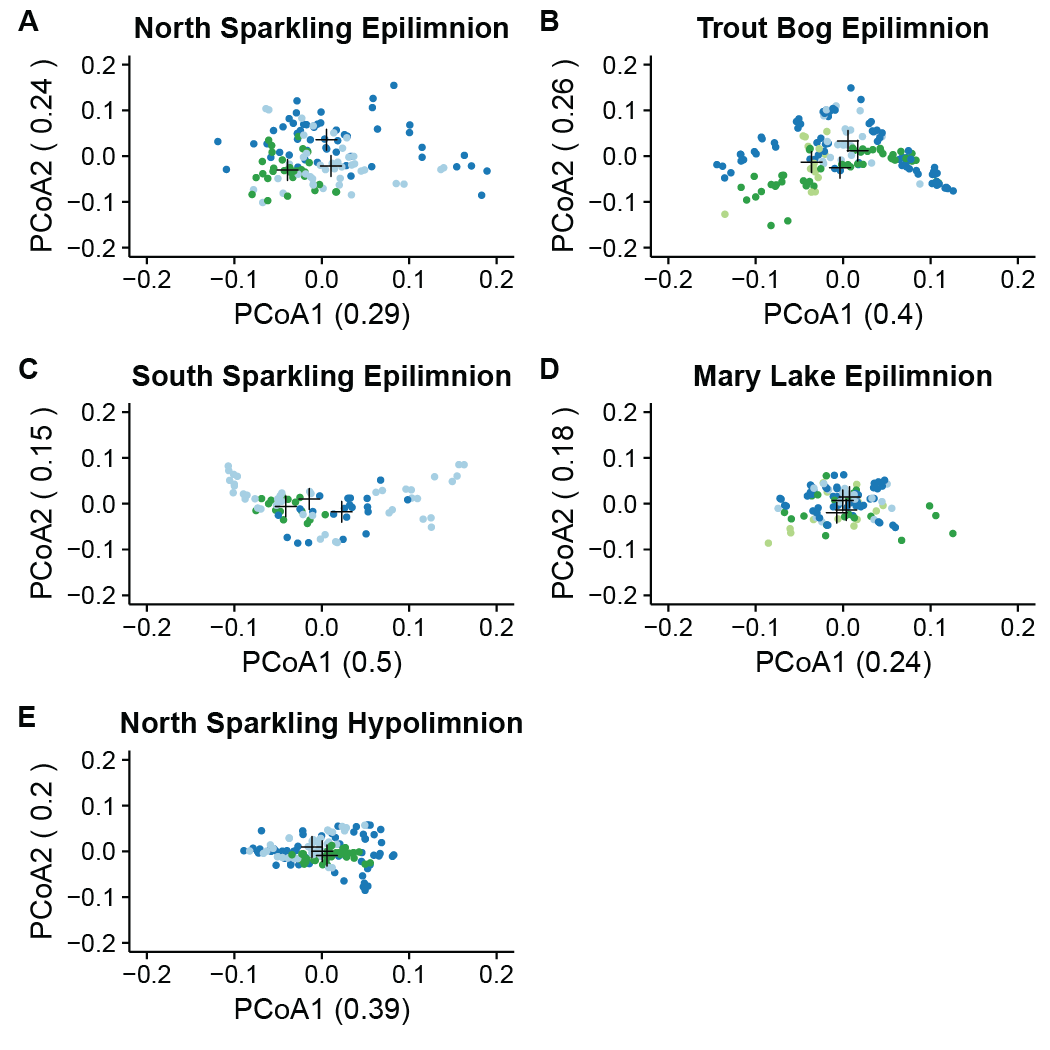 A
North Sparkling Epilimnion
PCoA2 ( 0.24 )
0.2
0.1
0.0
−0.1
−0.2
−0.2 −0.1 0.0 0.1 0.2
PCoA1 (0.29)
B
Trout Bog Epilimnion
PCoA2 ( 0.26 )
0.2
0.1
0.0
−0.1
−0.2
−0.2 −0.1 0.0 0.1 0.2
PCoA1 (0.4)
C
South Sparkling Epilimnion
PCoA2 ( 0.15 )
0.2
0.1
0.0
−0.1
−0.2
−0.2 −0.1 0.0 0.1 0.2
PCoA1 (0.5)
D
Mary Lake Epilimnion
PCoA2 ( 0.18 )
0.2
0.1
0.0
−0.1
−0.2
−0.2 −0.1 0.0 0.1 0.2
PCoA1 (0.24)
E
North Sparkling Hypolimnion
PCoA2 ( 0.2 )
0.2
0.1
0.0
−0.1
−0.2
−0.2 −0.1 0.0 0.1 0.2
PCoA1 (0.39)